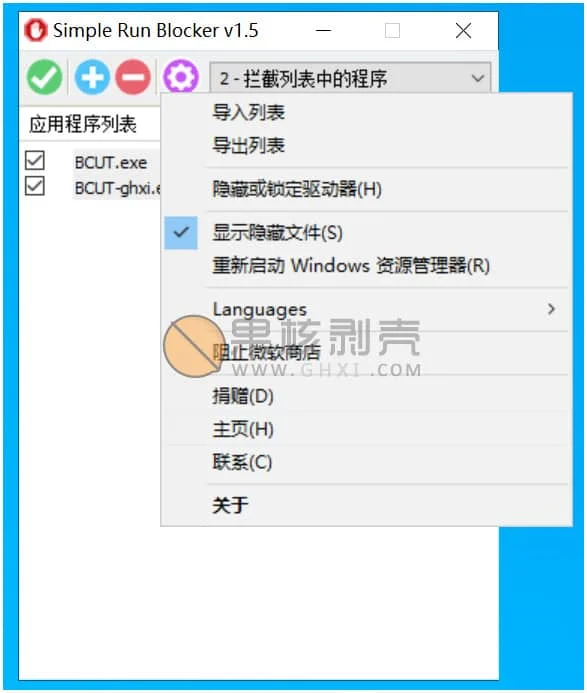 Simple Run Blocker v1.5
2 - 拦截列表中的程序
应用程序列表
导入列表
导出列表
BCUT.exe
BCUT-ghxi.e
隐藏或锁定驱动器(H)
显示隐藏文件(S)
重新启动 Windows 资源管理器(R)
Languages
果核剥壳
阻止微软商店
WWW.GHXI.COM
捐赠(D)
主页(H)
联系(C)
关于